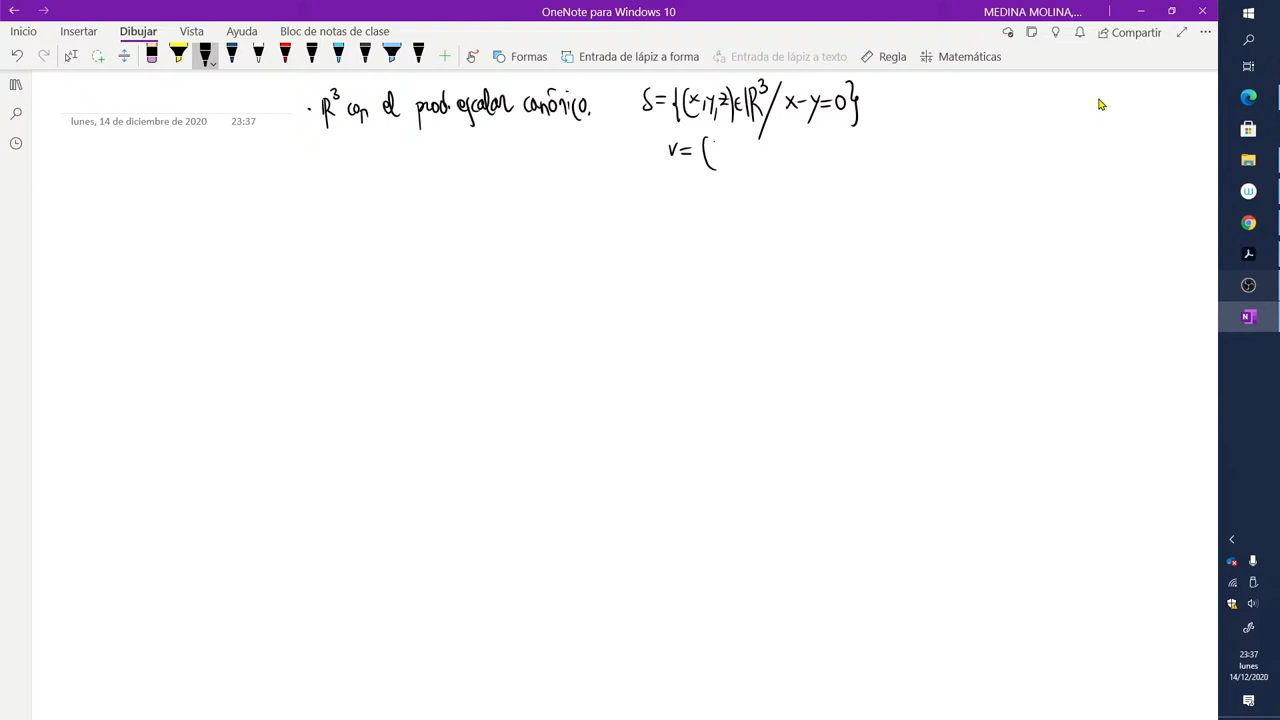 OneNote para Windows 10
MEDINA MOLINA,...
Inicio Insertar Dibujar Vista Ayuda Bloc de notas de clase
Compartir
Formas Entrada de lápiz a forma Entrada de lápiz a texto Regla Matemáticas
lunes, 14 de diciembre de 2020 23:37
· R³ con el prod. escalar canónico. S={(x,y,z)∈R³/ x-y=0}
v= (
23:37
lunes
14/12/2020